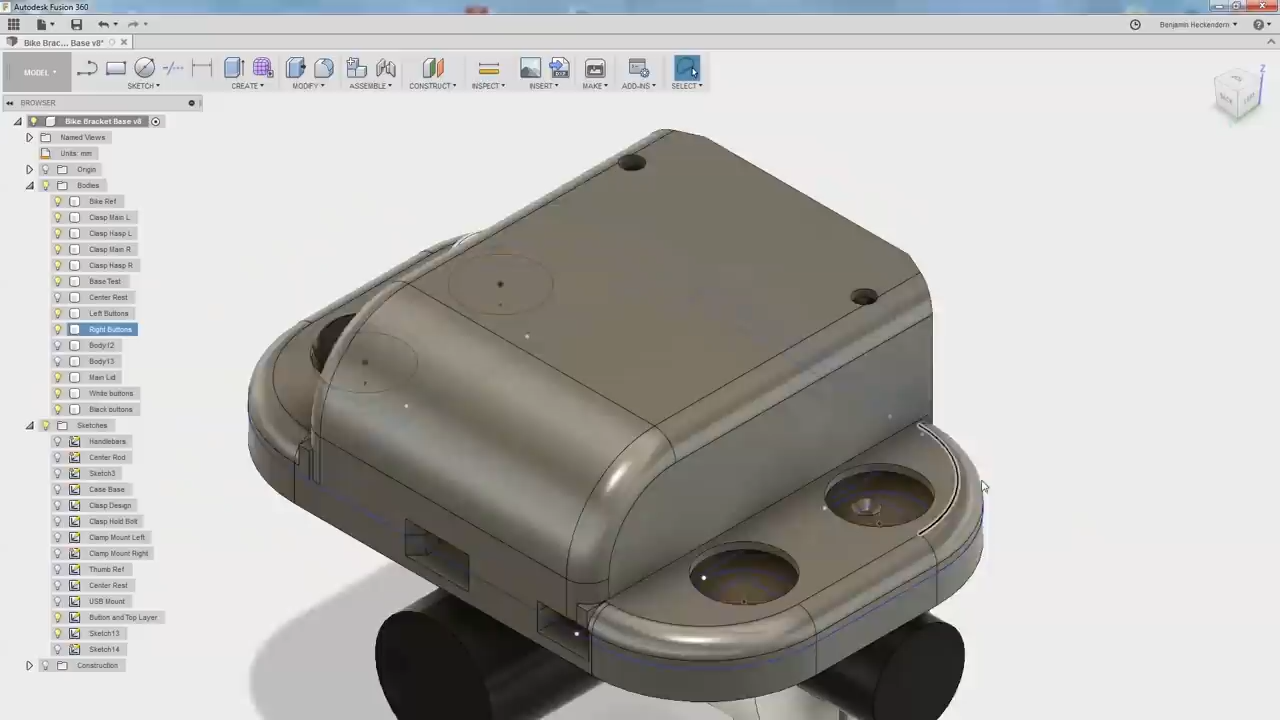 Autodesk Fusion 360
Benjamin Heckendorn
Bike Brac... Base v8*
MODEL
SKETCH
CREATE
MODIFY
ASSEMBLE
CONSTRUCT
INSPECT
INSERT
MAKE
ADD-INS
SELECT
BROWSER
Bike Bracket Base v8
Named Views
Units: mm
Origin
Bodies
Bike Ref
Clasp Main L
Clasp Hasp L
Clasp Main R
Clasp Hasp R
Base Test
Center Rest
Left Buttons
Right Buttons
Body12
Body13
Main Lid
White buttons
Black buttons
Sketches
Handlebars
Center Rod
Sketch3
Case Base
Clasp Design
Clasp Hold Bolt
Clamp Mount Left
Clamp Mount Right
Thumb Ref
Center Rest
USB Mount
Button and Top Layer
Sketch13
Sketch14
Construction
Z
BACK
LEFT